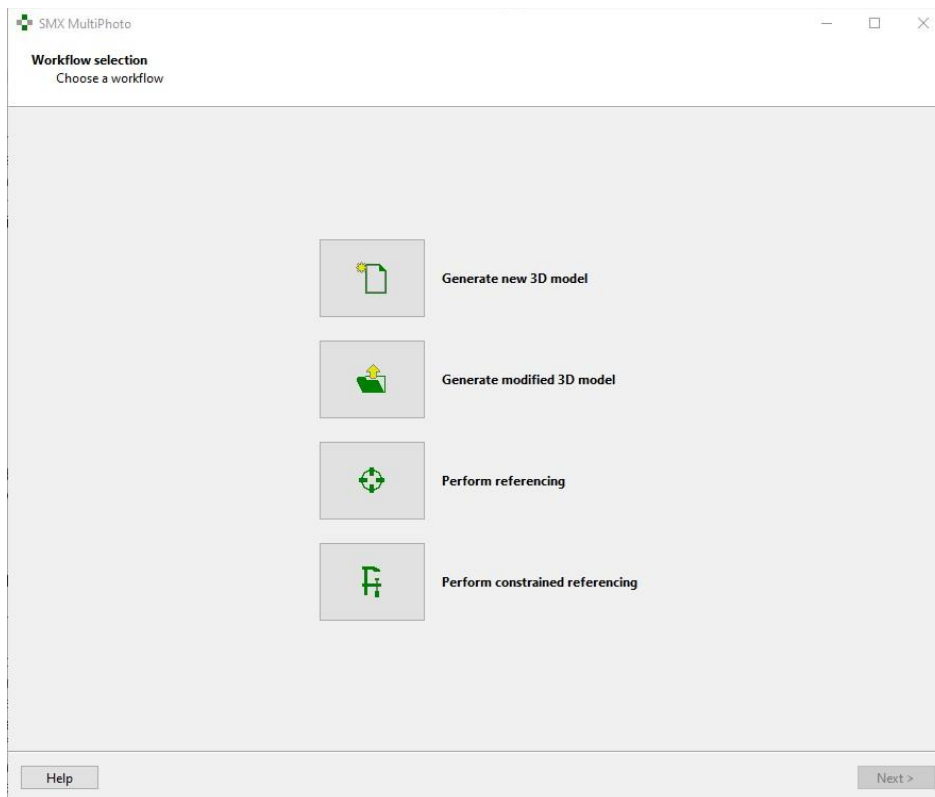 SMX MultiPhoto
Workflow selection
Choose a workflow
Generate new 3D model
Generate modified 3D model
Perform referencing
Perform constrained referencing
Help
Next >